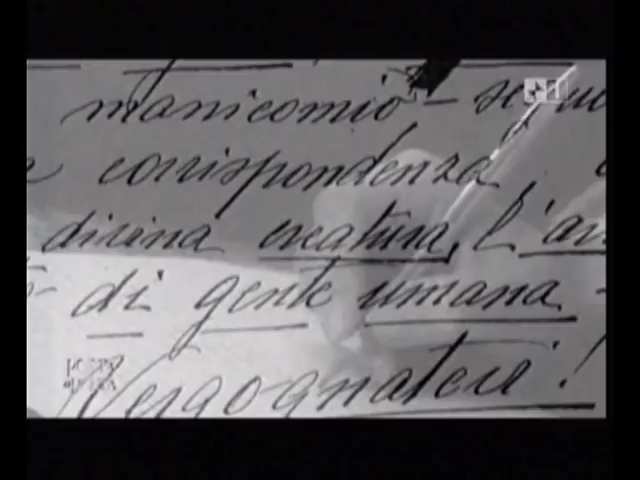 manicomio -
corrispondenza,
divina creatura, l'
di gente umana -
Vergognatevi!